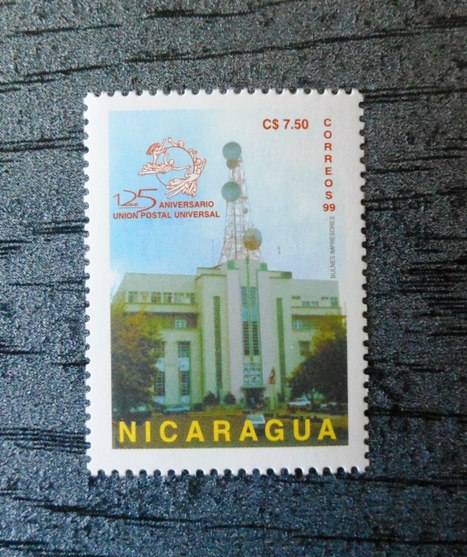 C$ 7.50
CORREOS 99
125 ANIVERSARIO
UNION POSTAL UNIVERSAL
BULNES IMPRESORES
NICARAGUA